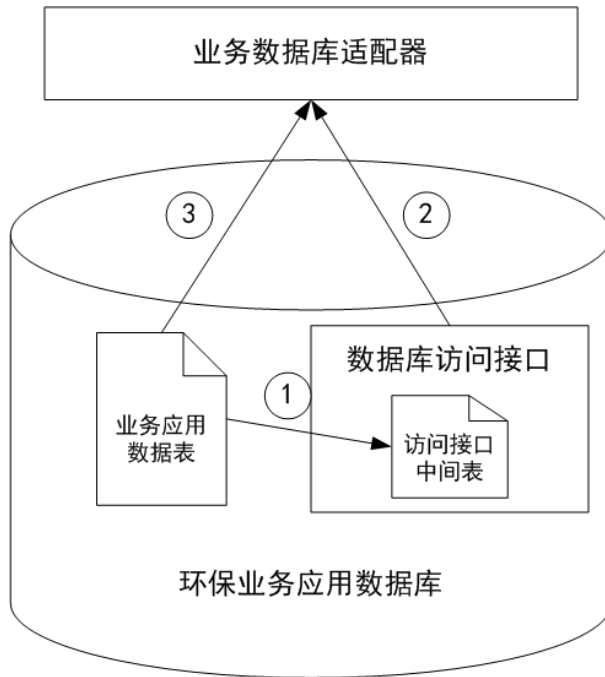 业务数据库适配器
3
2
数据库访问接口
1
业务应用
数据表
访问接口
中间表
环保业务应用数据库